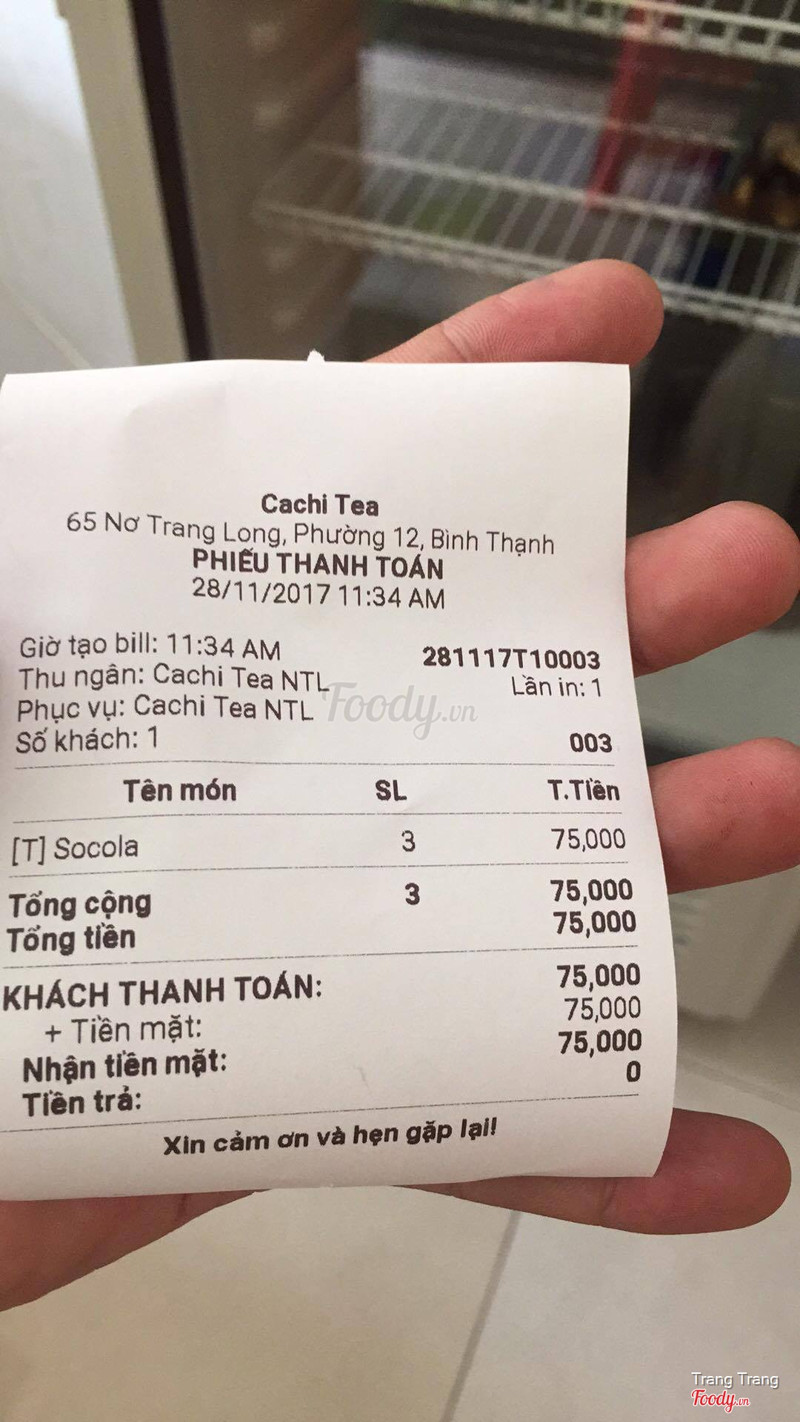 Cachi Tea
65 Nơ Trang Long, Phường 12, Bình Thạnh
PHIẾU THANH TOÁN
28/11/2017 11:34 AM
Giờ tạo bill: 11:34 AM 281117T10003
Thu ngân: Cachi Tea NTL Lần in: 1
Phục vụ: Cachi Tea NTL
Foody.vn
Số khách: 1 003
Tên món SL T.Tiền
[T] Socola 3 75,000
Tổng cộng 3 75,000
Tổng tiền 75,000
KHÁCH THANH TOÁN: 75,000
+ Tiền mặt: 75,000
Nhận tiền mặt: 75,000
Tiền trả: 0
Xin cảm ơn và hẹn gặp lại!
Trang Trang
Foody.vn